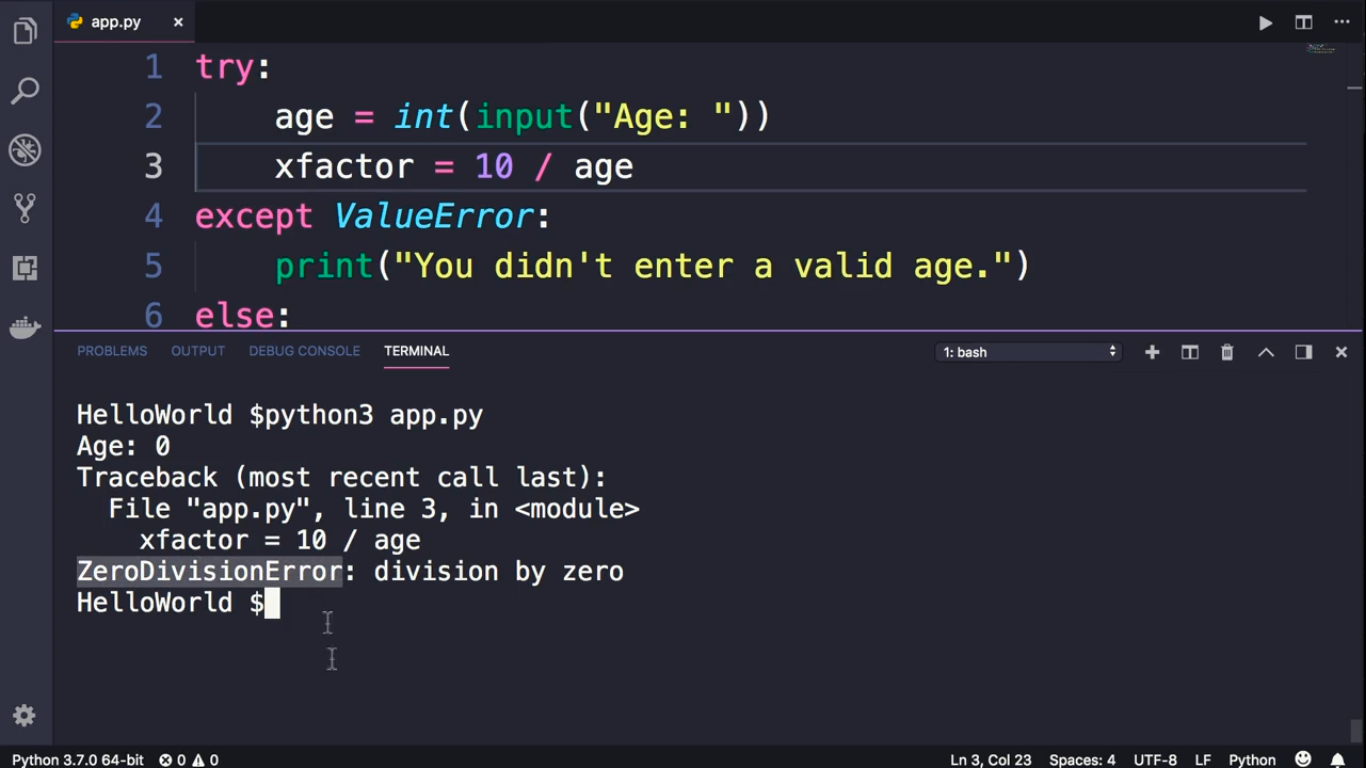 app.py
1 try:
2     age = int(input("Age: "))
3     xfactor = 10 / age
4 except ValueError:
5     print("You didn't enter a valid age.")
6 else:
PROBLEMS OUTPUT DEBUG CONSOLE TERMINAL 1: bash
HelloWorld $python3 app.py
Age: 0
Traceback (most recent call last):
  File "app.py", line 3, in <module>
    xfactor = 10 / age
ZeroDivisionError: division by zero
HelloWorld $
Python 3.7.0 64-bit 0 0 Ln 3, Col 23 Spaces: 4 UTF-8 LF Python